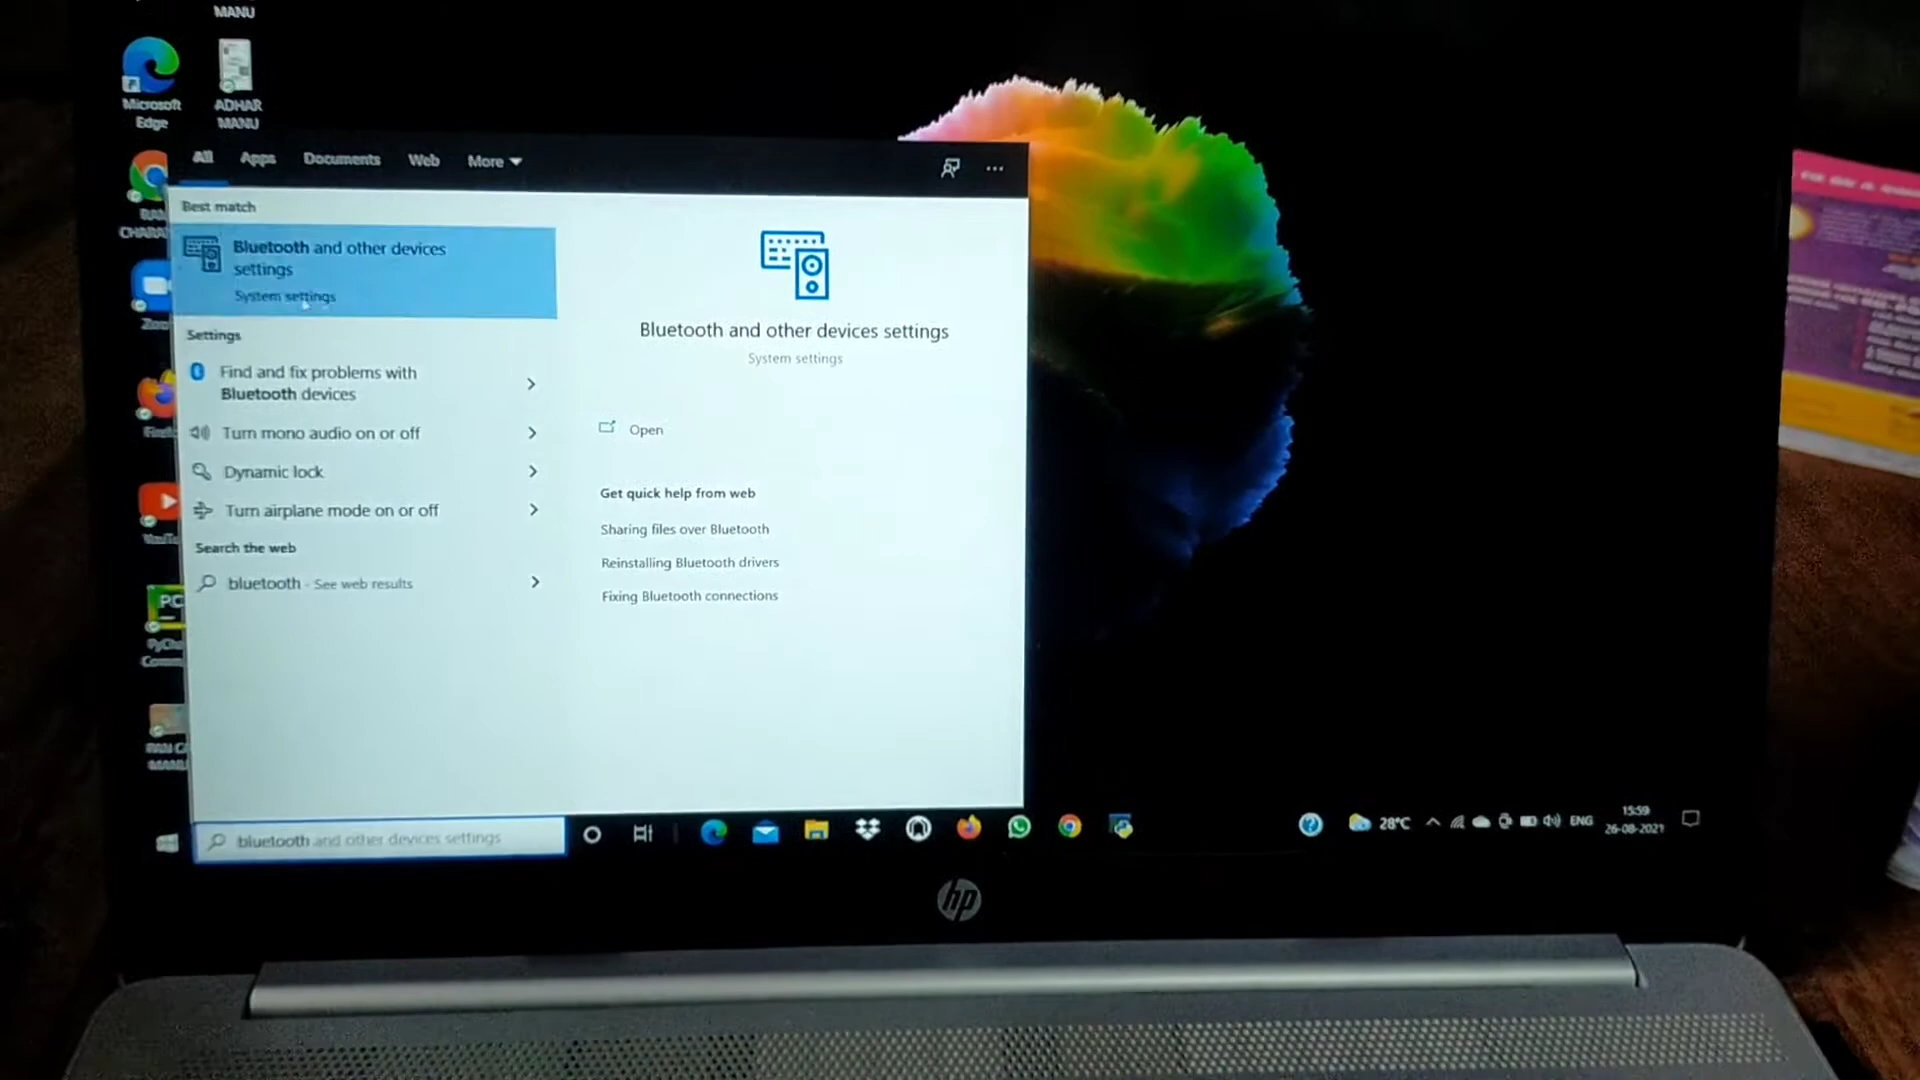 MANU
Microsoft
Edge
ADHAR
MANU
All Apps Documents Web More
Best match
Bluetooth and other devices
settings
System settings
Settings
Find and fix problems with
Bluetooth devices
Turn mono audio on or off
Dynamic lock
Turn airplane mode on or off
Search the web
bluetooth - See web results
Bluetooth and other devices settings
System settings
Open
Get quick help from web
Sharing files over Bluetooth
Reinstalling Bluetooth drivers
Fixing Bluetooth connections
PC
bluetooth and other devices settings
28°C
ENG
15:59
26-08-2021
hp